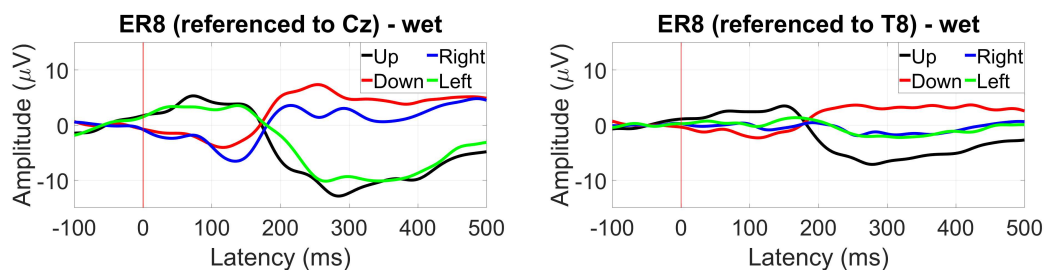 ER8 (referenced to Cz) - wet
Amplitude (μV)
10
0
-10
Up
Right
Down
Left
-100 0 100 200 300 400 500
Latency (ms)
ER8 (referenced to T8) - wet
Amplitude (μV)
10
0
-10
Up
Right
Down
Left
-100 0 100 200 300 400 500
Latency (ms)